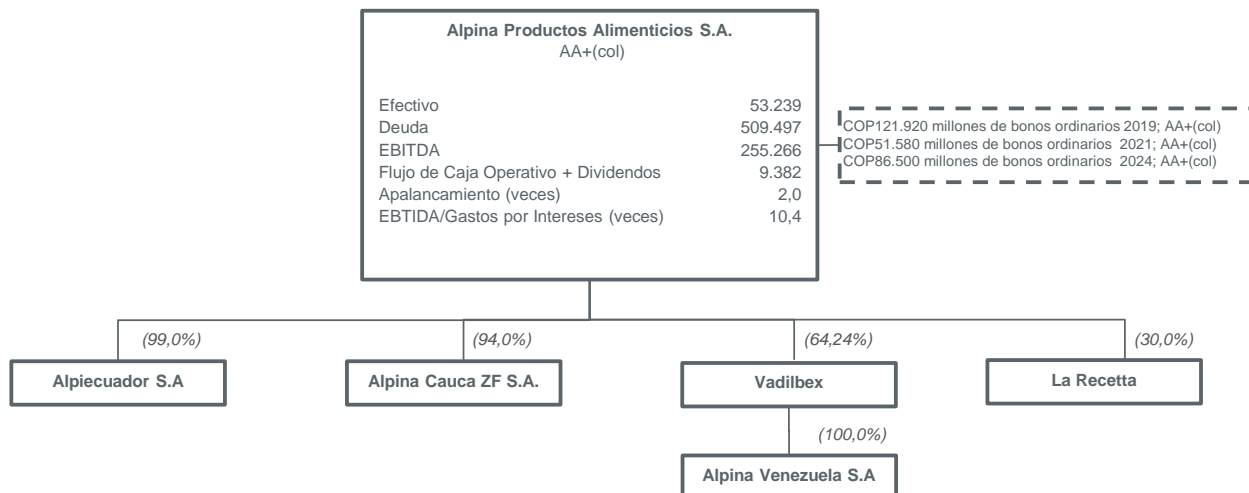 Alpina Productos Alimenticios S.A.
AA+(col)
Efectivo 53.239
Deuda 509.497
EBITDA 255.266
Flujo de Caja Operativo + Dividendos 9.382
Apalancamiento (veces) 2,0
EBTIDA/Gastos por Intereses (veces) 10,4
COP121.920 millones de bonos ordinarios 2019; AA+(col)
COP51.580 millones de bonos ordinarios 2021; AA+(col)
COP86.500 millones de bonos ordinarios 2024; AA+(col)
(99,0%) (94,0%) (64,24%) (30,0%)
Alpiecuador S.A Alpina Cauca ZF S.A. Vadilbex La Recetta
(100,0%)
Alpina Venezuela S.A